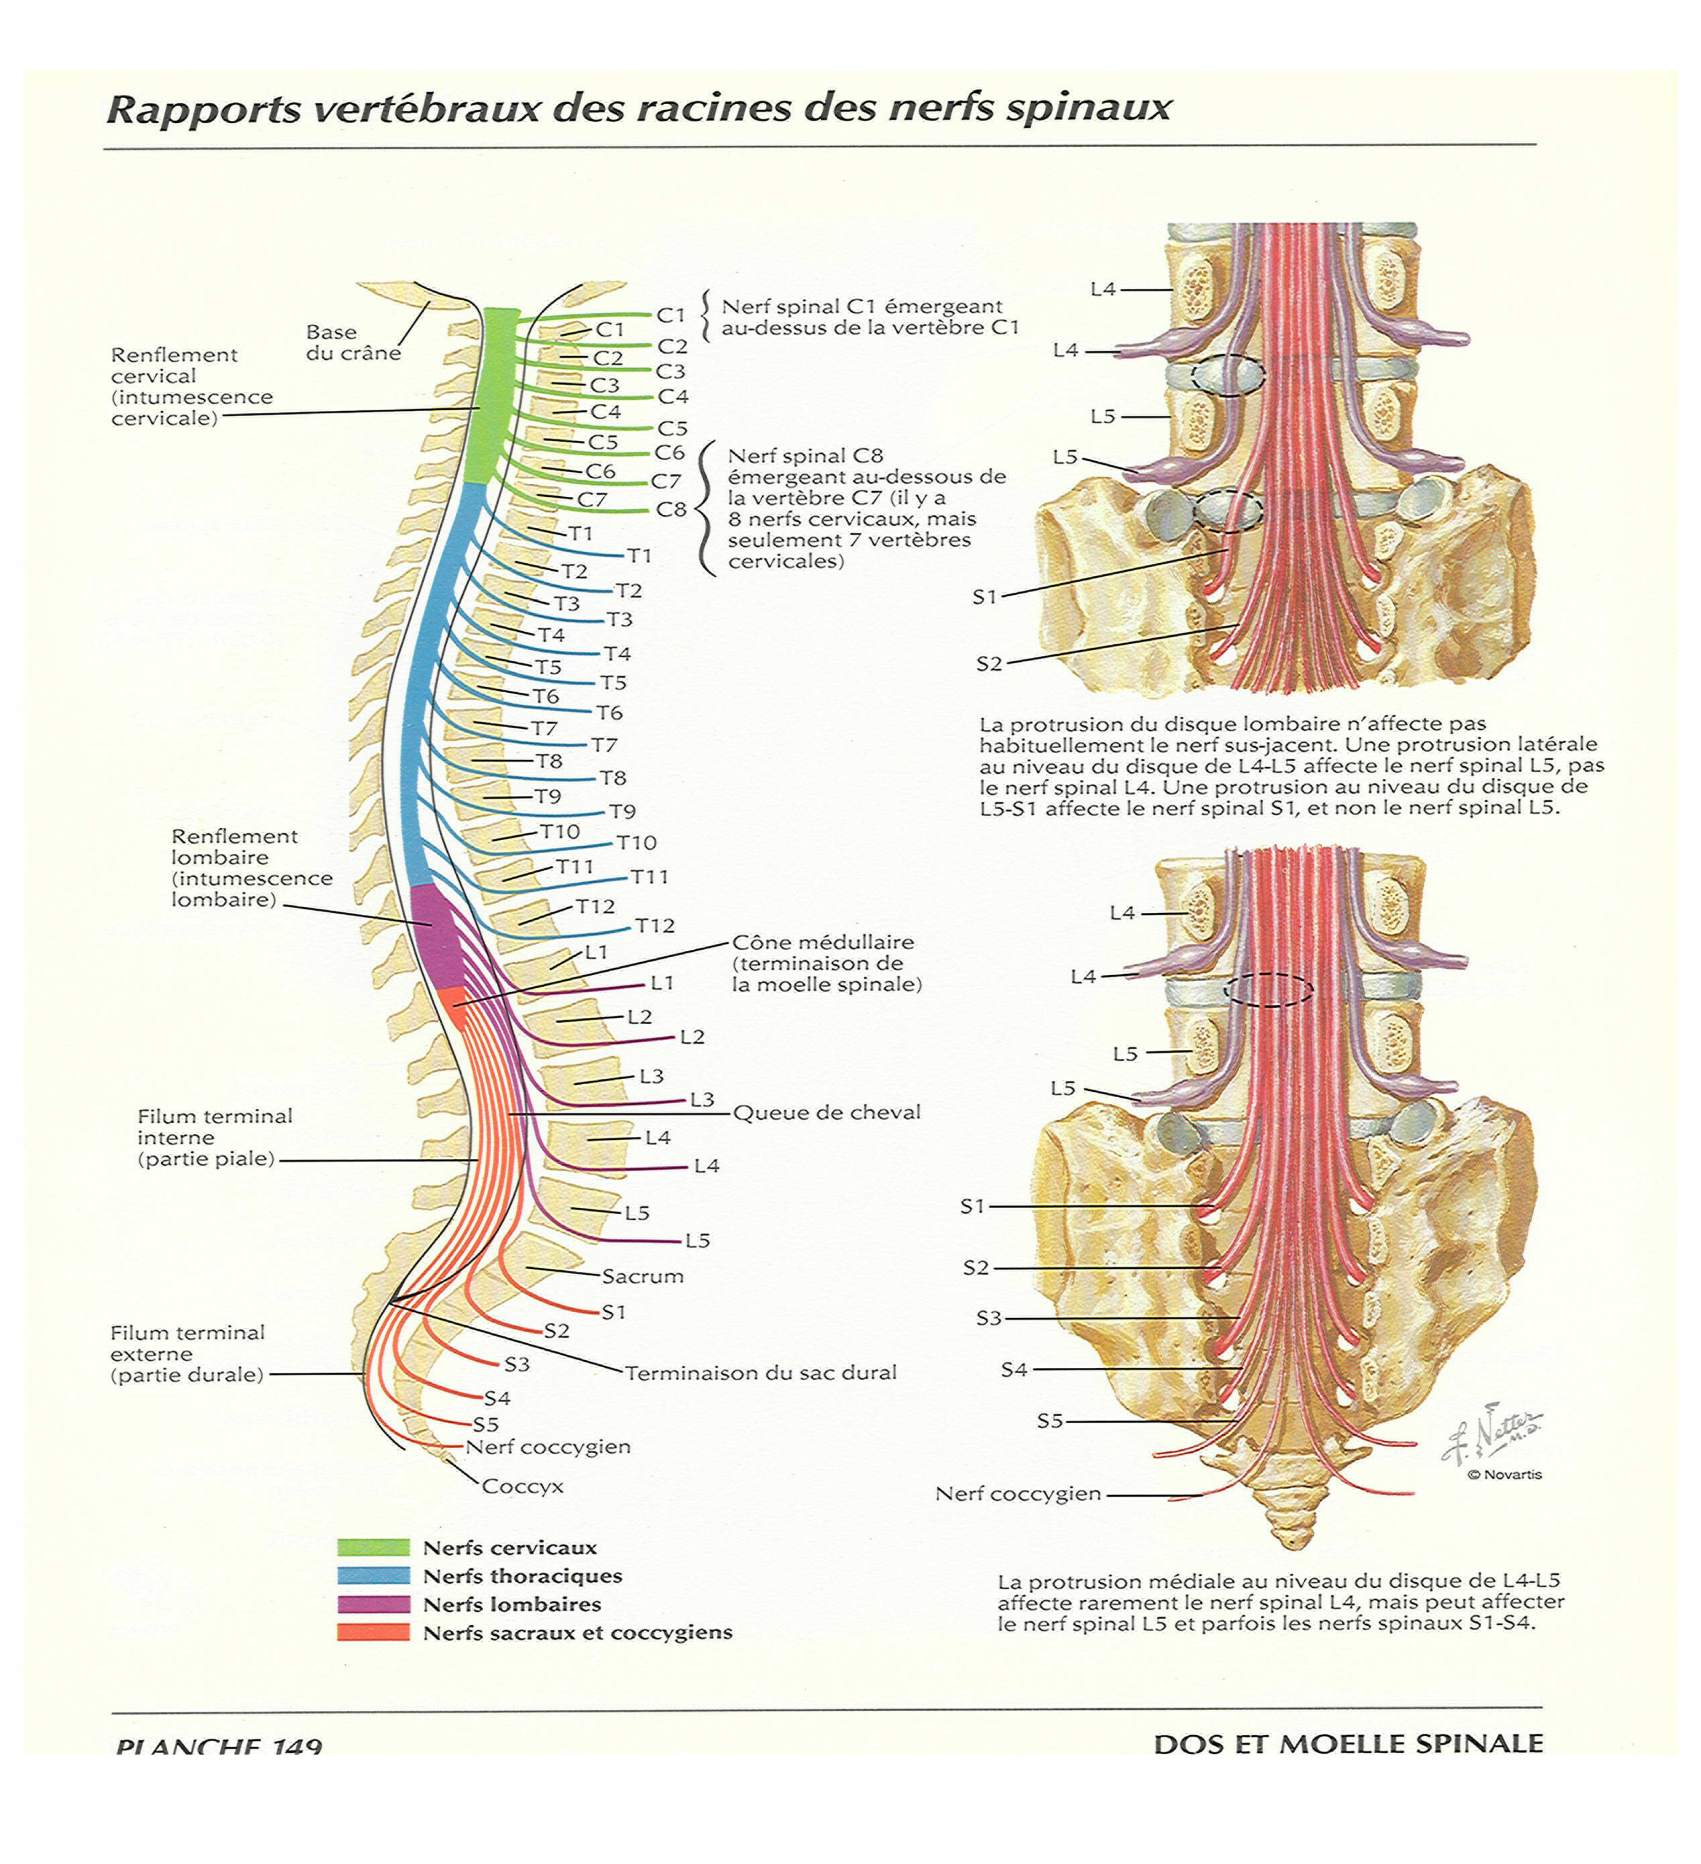 Rapports vertébraux des racines des nerfs spinaux
Base
du crâne
Renflement
cervical
(intumescence
cervicale)
C1
C2
C3
C4
C5
C6
C7
C8
C1
C2
C3
C4
C5
C6
C7
Nerf spinal C1 émergeant
au-dessus de la vertèbre C1
Nerf spinal C8
émergeant au-dessous de
la vertèbre C7 (il y a
8 nerfs cervicaux, mais
seulement 7 vertèbres
cervicales)
T1
T1
T2
T2
T3
T3
T4
T4
T5
T5
T6
T6
T7
T7
T8
T8
T9
T9
T10
T10
T11
T11
T12
T12
Renflement
lombaire
(intumescence
lombaire)
L1
L1
L2
L2
L3
L3
L4
L4
L5
L5
Cône médullaire
(terminaison de
la moelle spinale)
Queue de cheval
Filum terminal
interne
(partie piale)
Sacrum
S1
S2
S3
S4
S5
Filum terminal
externe
(partie durale)
Terminaison du sac dural
Nerf coccygien
Coccyx
Nerfs cervicaux
Nerfs thoraciques
Nerfs lombaires
Nerfs sacraux et coccygiens
L4
L4
L5
L5
S1
S2
La protrusion du disque lombaire n'affecte pas
habituellement le nerf sus-jacent. Une protrusion latérale
au niveau du disque de L4-L5 affecte le nerf spinal L5, pas
le nerf spinal L4. Une protrusion au niveau du disque de
L5-S1 affecte le nerf spinal S1, et non le nerf spinal L5.
L4
L4
L5
L5
S1
S2
S3
S4
S5
Nerf coccygien
F. Netter
M.D.
© Novartis
La protrusion médiale au niveau du disque de L4-L5
affecte rarement le nerf spinal L4, mais peut affecter
le nerf spinal L5 et parfois les nerfs spinaux S1-S4.
PLANCHE 149
DOS ET MOELLE SPINALE